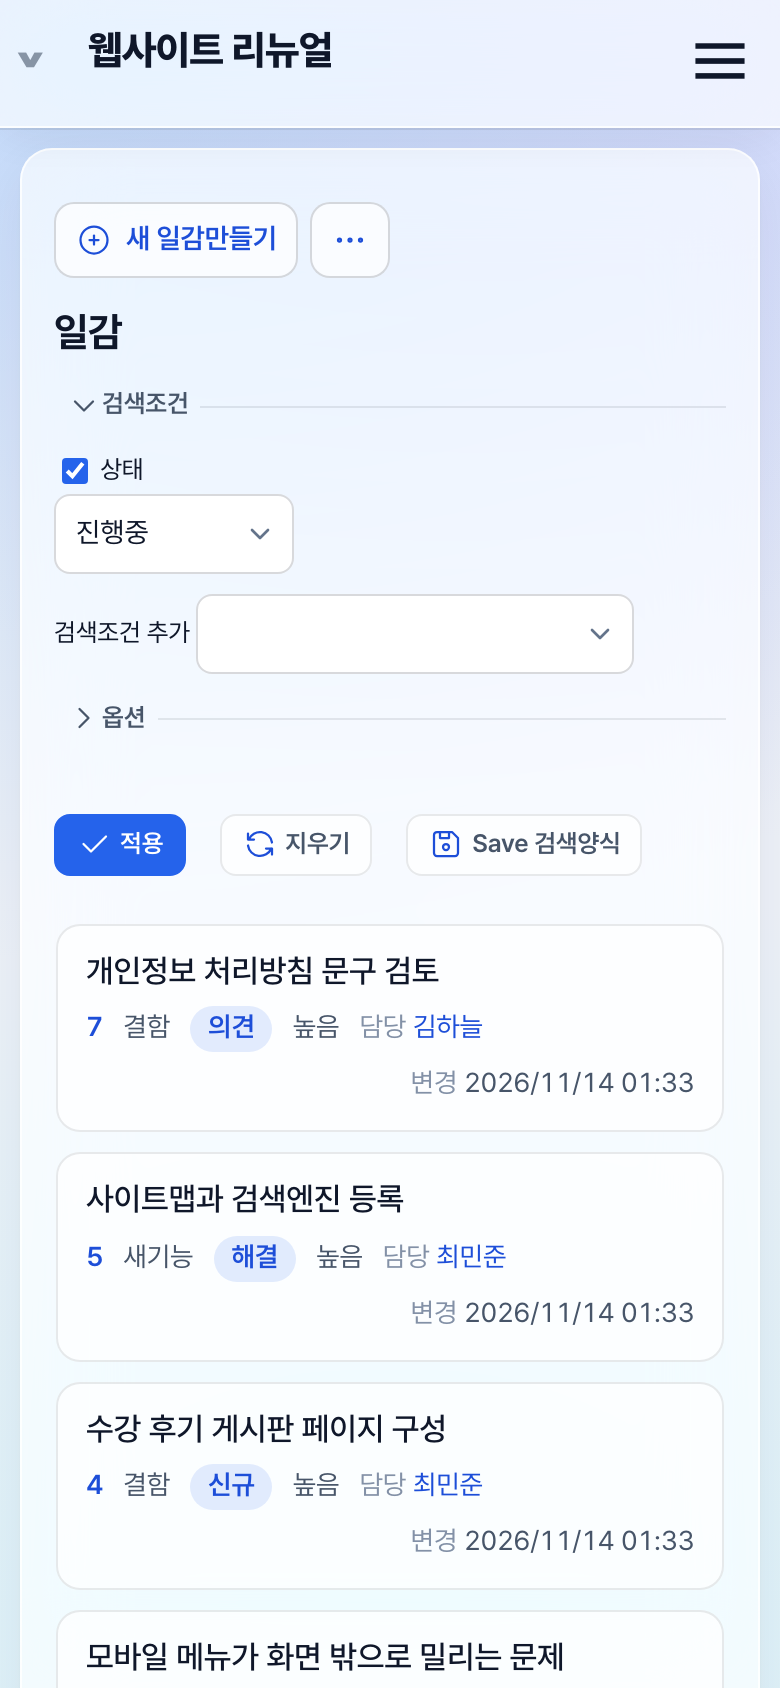 웹사이트 리뉴얼
새 일감만들기 ...
일감
검색조건
상태
진행중
검색조건 추가
옵션
적용 지우기 Save 검색양식
개인정보 처리방침 문구 검토
7 결함 의견 높음 담당 김하늘
변경 2026/11/14 01:33
사이트맵과 검색엔진 등록
5 새기능 해결 높음 담당 최민준
변경 2026/11/14 01:33
수강 후기 게시판 페이지 구성
4 결함 신규 높음 담당 최민준
변경 2026/11/14 01:33
모바일 메뉴가 화면 밖으로 밀리는 문제